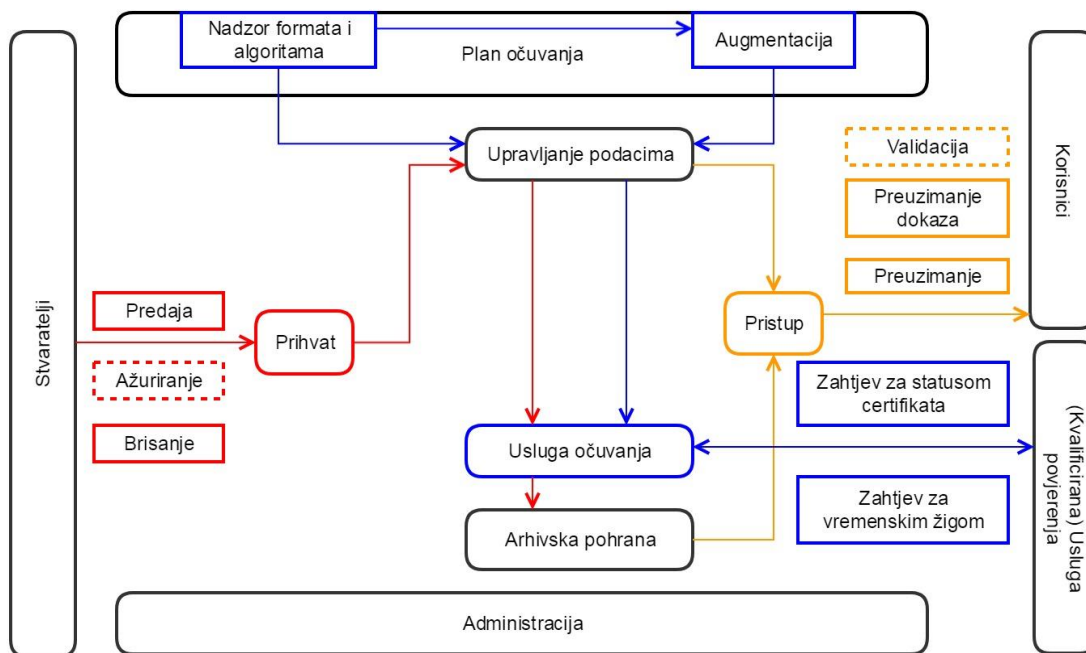 Nadzor formata i
algoritama
Plan očuvanja
Augmentacija
Stvaratelji
Upravljanje podacima
Validacija
Preuzimanje
dokaza
Preuzimanje
Korisnici
Predaja
Prihvat
Ažuriranje
Brisanje
Pristup
Zahtjev za statusom
certifikata
Usluga očuvanja
Zahtjev za
vremenskim žigom
(Kvalificirana) Usluga
povjerenja
Arhivska pohrana
Administracija